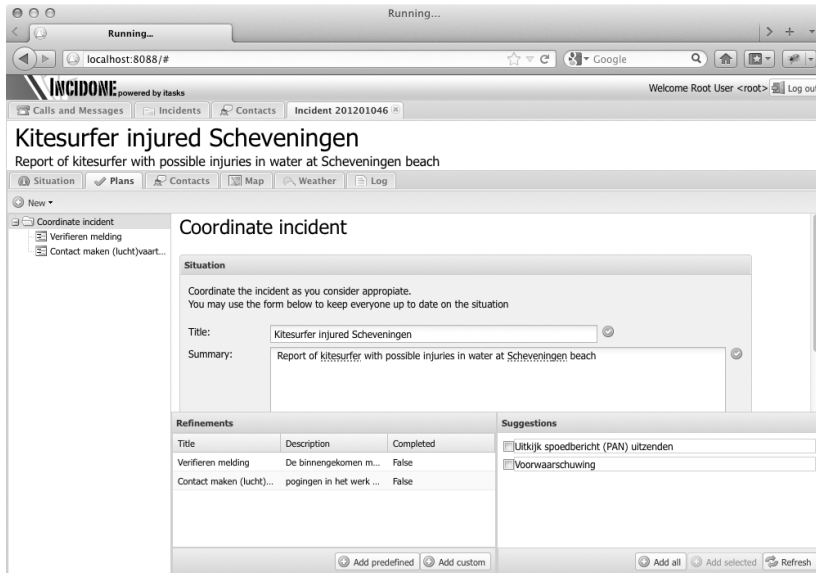 Running...
Running...
localhost:8088/#
Google
INCIDONE powered by itasks
Welcome Root User <root>
Log out
Calls and Messages
Incidents
Contacts
Incident 201201046
Kitesurfer injured Scheveningen
Report of kitesurfer with possible injuries in water at Scheveningen beach
Situation
Plans
Contacts
Map
Weather
Log
New
Coordinate incident
Verifieren melding
Contact maken (lucht)vaart...
Coordinate incident
Situation
Coordinate the incident as you consider appropiate.
You may use the form below to keep everyone up to date on the situation
Title:
Kitesurfer injured Scheveningen
Summary:
Report of kitesurfer with possible injuries in water at Scheveningen beach
Refinements
Title Description Completed
Verifieren melding De binnengekomen m... False
Contact maken (lucht)... pogingen in het werk ... False
Add predefined
Add custom
Suggestions
Uitkijk spoedbericht (PAN) uitzenden
Voorwaarschuwing
Add all
Add selected
Refresh